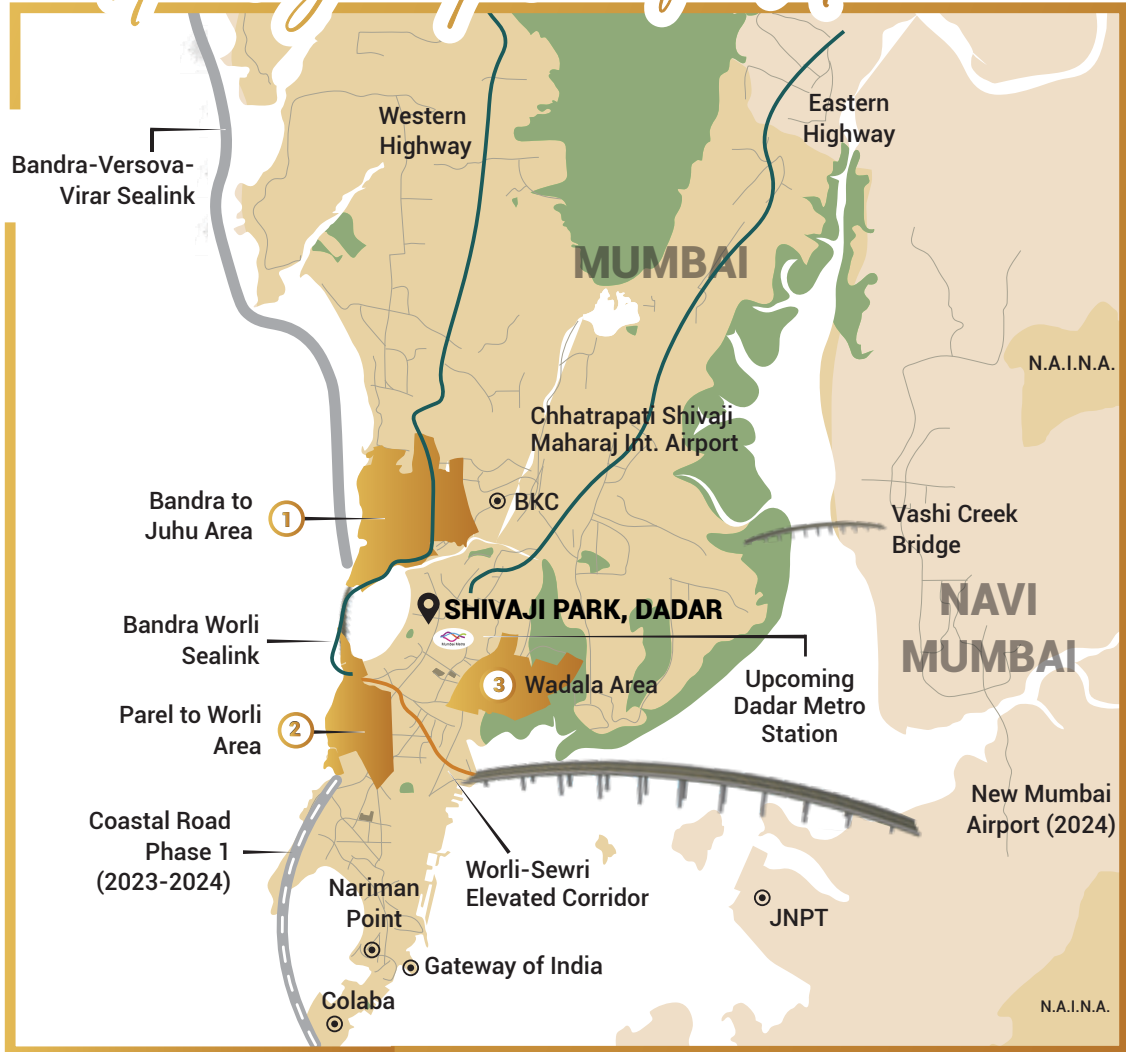 Western
Highway
Eastern
Highway
Bandra-Versova-
Virar Sealink
MUMBAI
N.A.I.N.A.
Chhatrapati Shivaji
Maharaj Int. Airport
Bandra to
Juhu Area
1
BKC
Vashi Creek
Bridge
NAVI
MUMBAI
SHIVAJI PARK, DADAR
Mumbai Metro
Bandra Worli
Sealink
3
Wadala Area
Upcoming
Dadar Metro
Station
Parel to Worli
Area
2
New Mumbai
Airport (2024)
Coastal Road
Phase 1
(2023-2024)
Worli-Sewri
Elevated Corridor
Nariman
Point
JNPT
Gateway of India
Colaba
N.A.I.N.A.